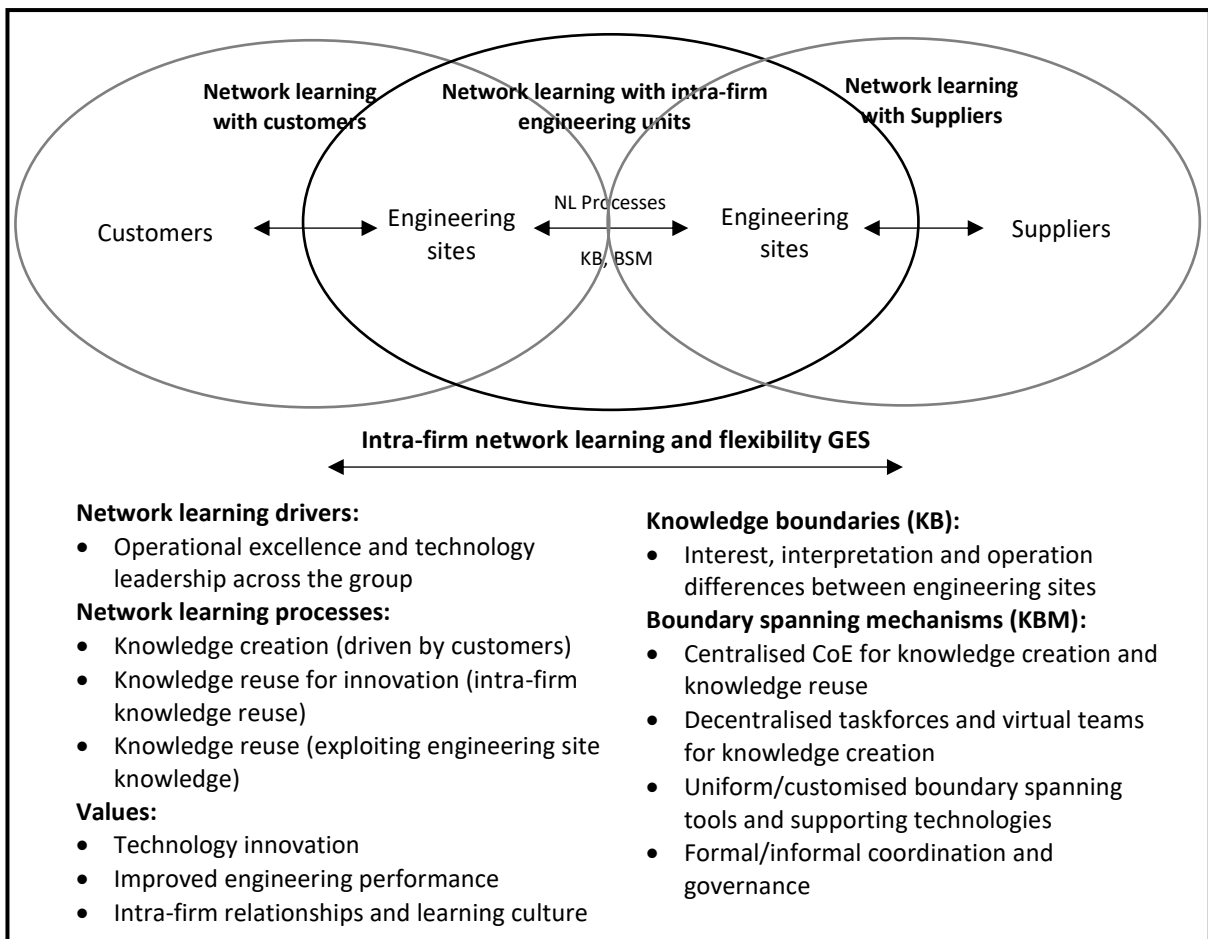 Network learning
with customers
Network learning with intra-firm
engineering units
Network learning
with Suppliers
Customers
Engineering
sites
NL Processes
KB, BSM
Engineering
sites
Suppliers
Intra-firm network learning and flexibility GES
Network learning drivers:
• Operational excellence and technology
leadership across the group
Network learning processes:
• Knowledge creation (driven by customers)
• Knowledge reuse for innovation (intra-firm
knowledge reuse)
• Knowledge reuse (exploiting engineering site
knowledge)
Values:
• Technology innovation
• Improved engineering performance
• Intra-firm relationships and learning culture
Knowledge boundaries (KB):
• Interest, interpretation and operation
differences between engineering sites
Boundary spanning mechanisms (KBM):
• Centralised CoE for knowledge creation and
knowledge reuse
• Decentralised taskforces and virtual teams
for knowledge creation
• Uniform/customised boundary spanning
tools and supporting technologies
• Formal/informal coordination and
governance